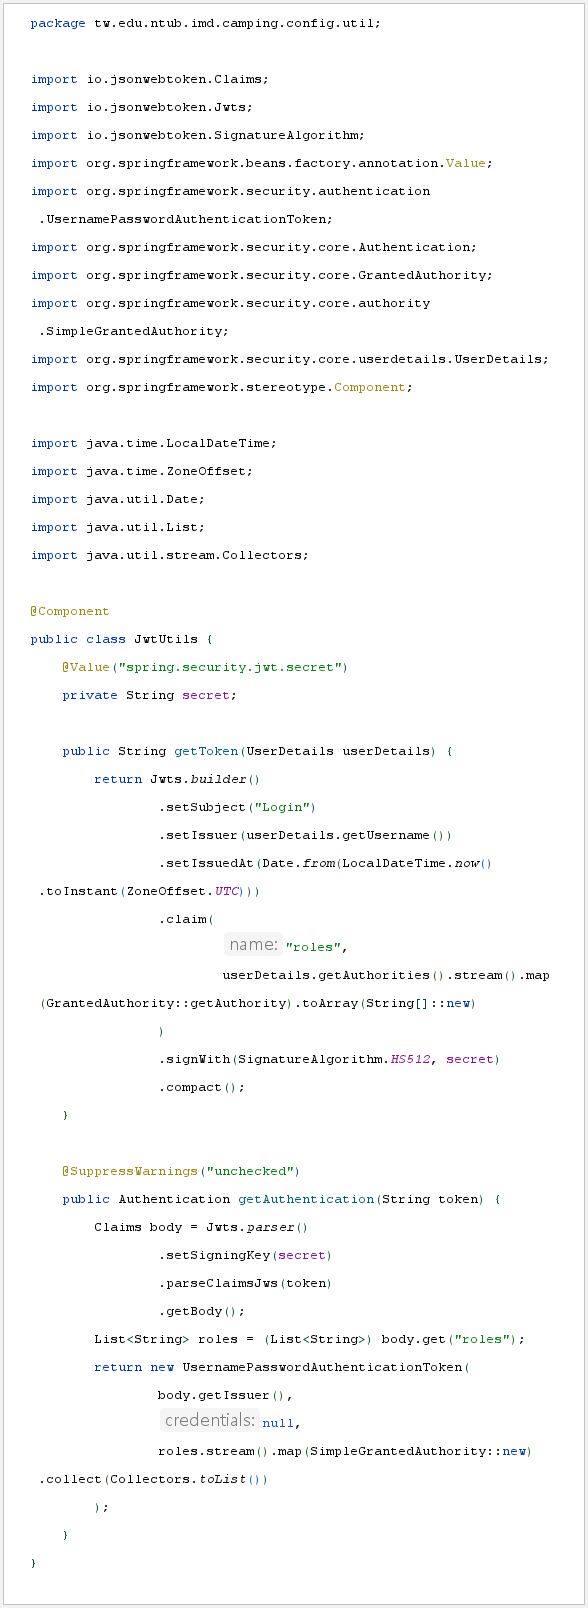 package tw.edu.ntub.imd.camping.config.util;
import io.jsonwebtoken.Claims;
import io.jsonwebtoken.Jwts;
import io.jsonwebtoken.SignatureAlgorithm;
import org.springframework.beans.factory.annotation.Value;
import org.springframework.security.authentication
.UsernamePasswordAuthenticationToken;
import org.springframework.security.core.Authentication;
import org.springframework.security.core.GrantedAuthority;
import org.springframework.security.core.authority
.SimpleGrantedAuthority;
import org.springframework.security.core.userdetails.UserDetails;
import org.springframework.stereotype.Component;
import java.time.LocalDateTime;
import java.time.ZoneOffset;
import java.util.Date;
import java.util.List;
import java.util.stream.Collectors;
@Component
public class JwtUtils {
@Value("spring.security.jwt.secret")
private String secret;
public String getToken(UserDetails userDetails) {
return Jwts.builder()
.setSubject("Login")
.setIssuer(userDetails.getUsername())
.setIssuedAt(Date.from(LocalDateTime.now()
.toInstant(ZoneOffset.UTC)))
.claim(
name: "roles",
userDetails.getAuthorities().stream().map
(GrantedAuthority::getAuthority).toArray(String[]::new)
)
.signWith(SignatureAlgorithm.HS512, secret)
.compact();
}
@SuppressWarnings("unchecked")
public Authentication getAuthentication(String token) {
Claims body = Jwts.parser()
.setSigningKey(secret)
.parseClaimsJws(token)
.getBody();
List<String> roles = (List<String>) body.get("roles");
return new UsernamePasswordAuthenticationToken(
body.getIssuer(),
credentials: null,
roles.stream().map(SimpleGrantedAuthority::new)
.collect(Collectors.toList())
);
}
}